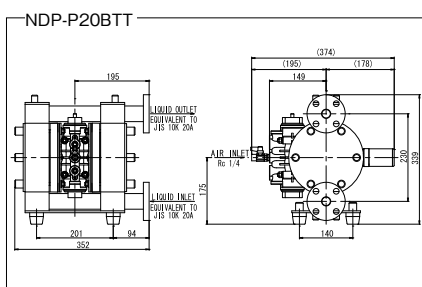 NDP-P20BTT
195
LIQUID OUTLET
EQUIVALENT TO
JIS 10K 20A
LIQUID INLET
EQUIVALENT TO
JIS 10K 20A
201
94
352
(374)
(195)
(178)
149
AIR INLET
Rc 1/4
175
230
339
140